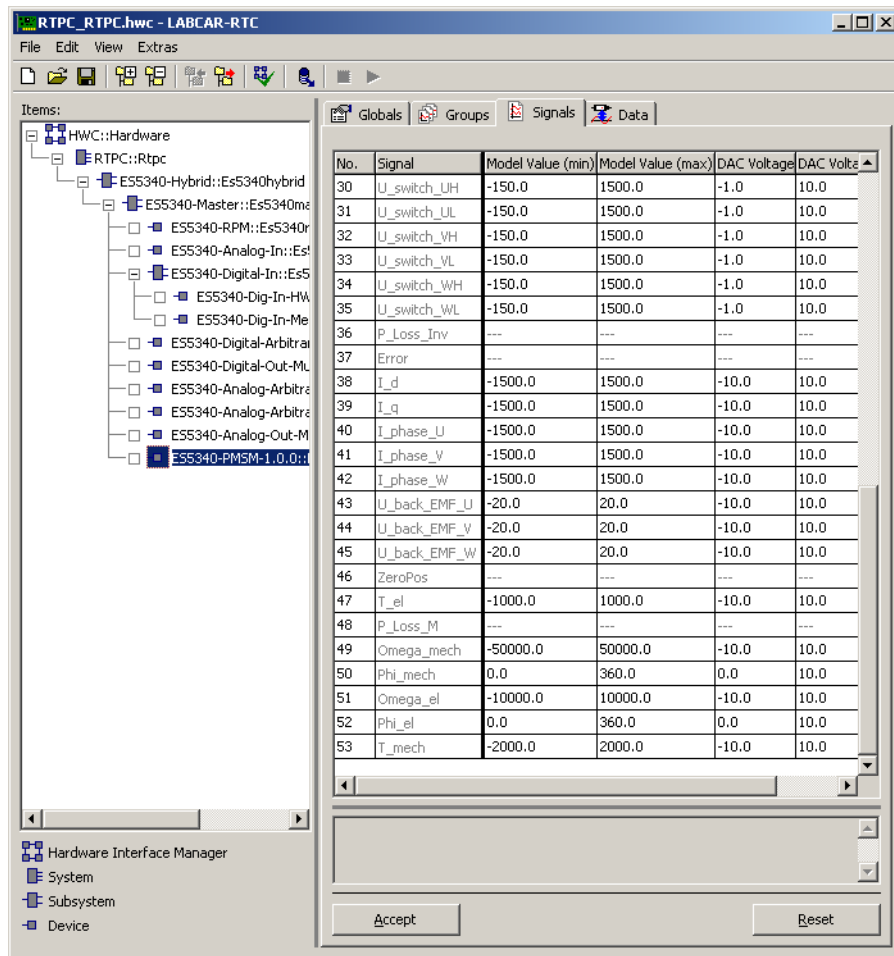 RTPC_RTPC.hwc - LABCAR-RTC
File Edit View Extras
Items:
HWC::Hardware
RTPC::Rtpc
ES5340-Hybrid::Es5340hybrid
ES5340-Master::Es5340ma
ES5340-RPM::Es5340r
ES5340-Analog-In::Es5
ES5340-Digital-In::Es5
ES5340-Dig-In-HW
ES5340-Dig-In-Me
ES5340-Digital-Arbitrar
ES5340-Digital-Out-Mu
ES5340-Analog-Arbitra
ES5340-Analog-Arbitra
ES5340-Analog-Out-M
ES5340-PMSM-1.0.0::
Hardware Interface Manager
System
Subsystem
Device
Globals Groups Signals Data
No. Signal Model Value (min) Model Value (max) DAC Voltage DAC Volta
30 U_switch_UH -150.0 1500.0 -1.0 10.0
31 U_switch_UL -150.0 1500.0 -1.0 10.0
32 U_switch_VH -150.0 1500.0 -1.0 10.0
33 U_switch_VL -150.0 1500.0 -1.0 10.0
34 U_switch_WH -150.0 1500.0 -1.0 10.0
35 U_switch_WL -150.0 1500.0 -1.0 10.0
36 P_Loss_Inv --- --- --- ---
37 Error --- --- --- ---
38 I_d -1500.0 1500.0 -10.0 10.0
39 I_q -1500.0 1500.0 -10.0 10.0
40 I_phase_U -1500.0 1500.0 -10.0 10.0
41 I_phase_V -1500.0 1500.0 -10.0 10.0
42 I_phase_W -1500.0 1500.0 -10.0 10.0
43 U_back_EMF_U -20.0 20.0 -10.0 10.0
44 U_back_EMF_V -20.0 20.0 -10.0 10.0
45 U_back_EMF_W -20.0 20.0 -10.0 10.0
46 ZeroPos --- --- --- ---
47 T_el -1000.0 1000.0 -10.0 10.0
48 P_Loss_M --- --- --- ---
49 Omega_mech -50000.0 50000.0 -10.0 10.0
50 Phi_mech 0.0 360.0 0.0 10.0
51 Omega_el -10000.0 10000.0 -10.0 10.0
52 Phi_el 0.0 360.0 0.0 10.0
53 T_mech -2000.0 2000.0 -10.0 10.0
Accept Reset